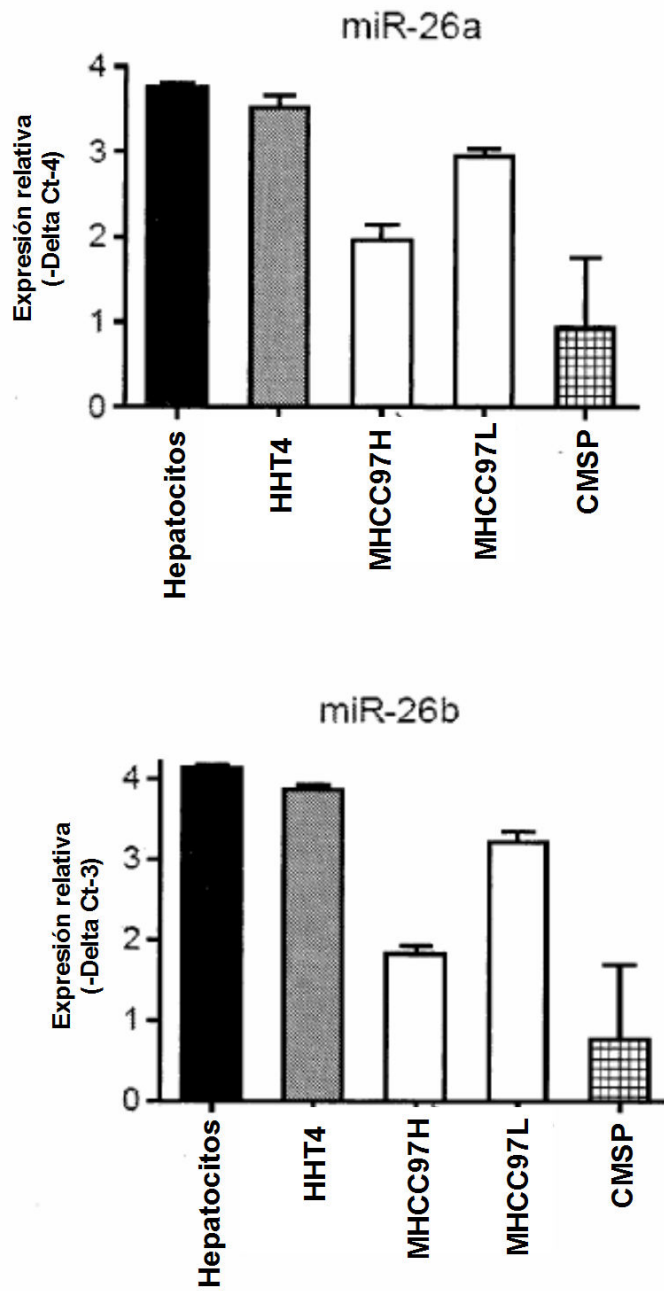 miR-26a
Expresión relativa
(-Delta Ct-4)
4
3
2
1
0
Hepatocitos
HHT4
MHCC97H
MHCC97L
CMSP
miR-26b
Expresión relativa
(-Delta Ct-3)
4
3
2
1
0
Hepatocitos
HHT4
MHCC97H
MHCC97L
CMSP